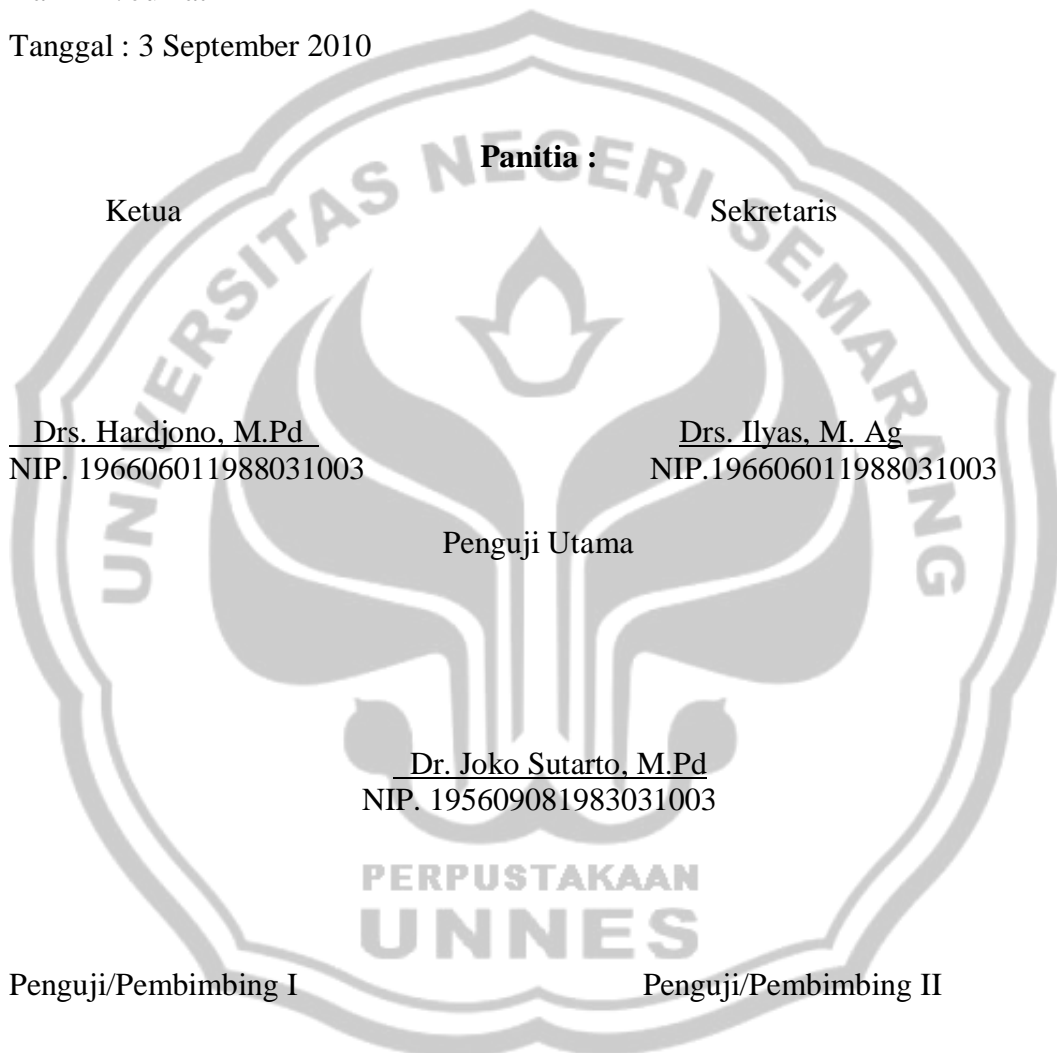 Tanggal : 3 September 2010
Panitia :
Ketua Sekretaris
Drs. Hardjono, M.Pd Drs. Ilyas, M. Ag
NIP. 196606011988031003 NIP.196606011988031003
Penguji Utama
Dr. Joko Sutarto, M.Pd
NIP. 195609081983031003
Penguji/Pembimbing I Penguji/Pembimbing II
UNIVERSITAS NEGERI SEMARANG
PERPUSTAKAAN
UNNES